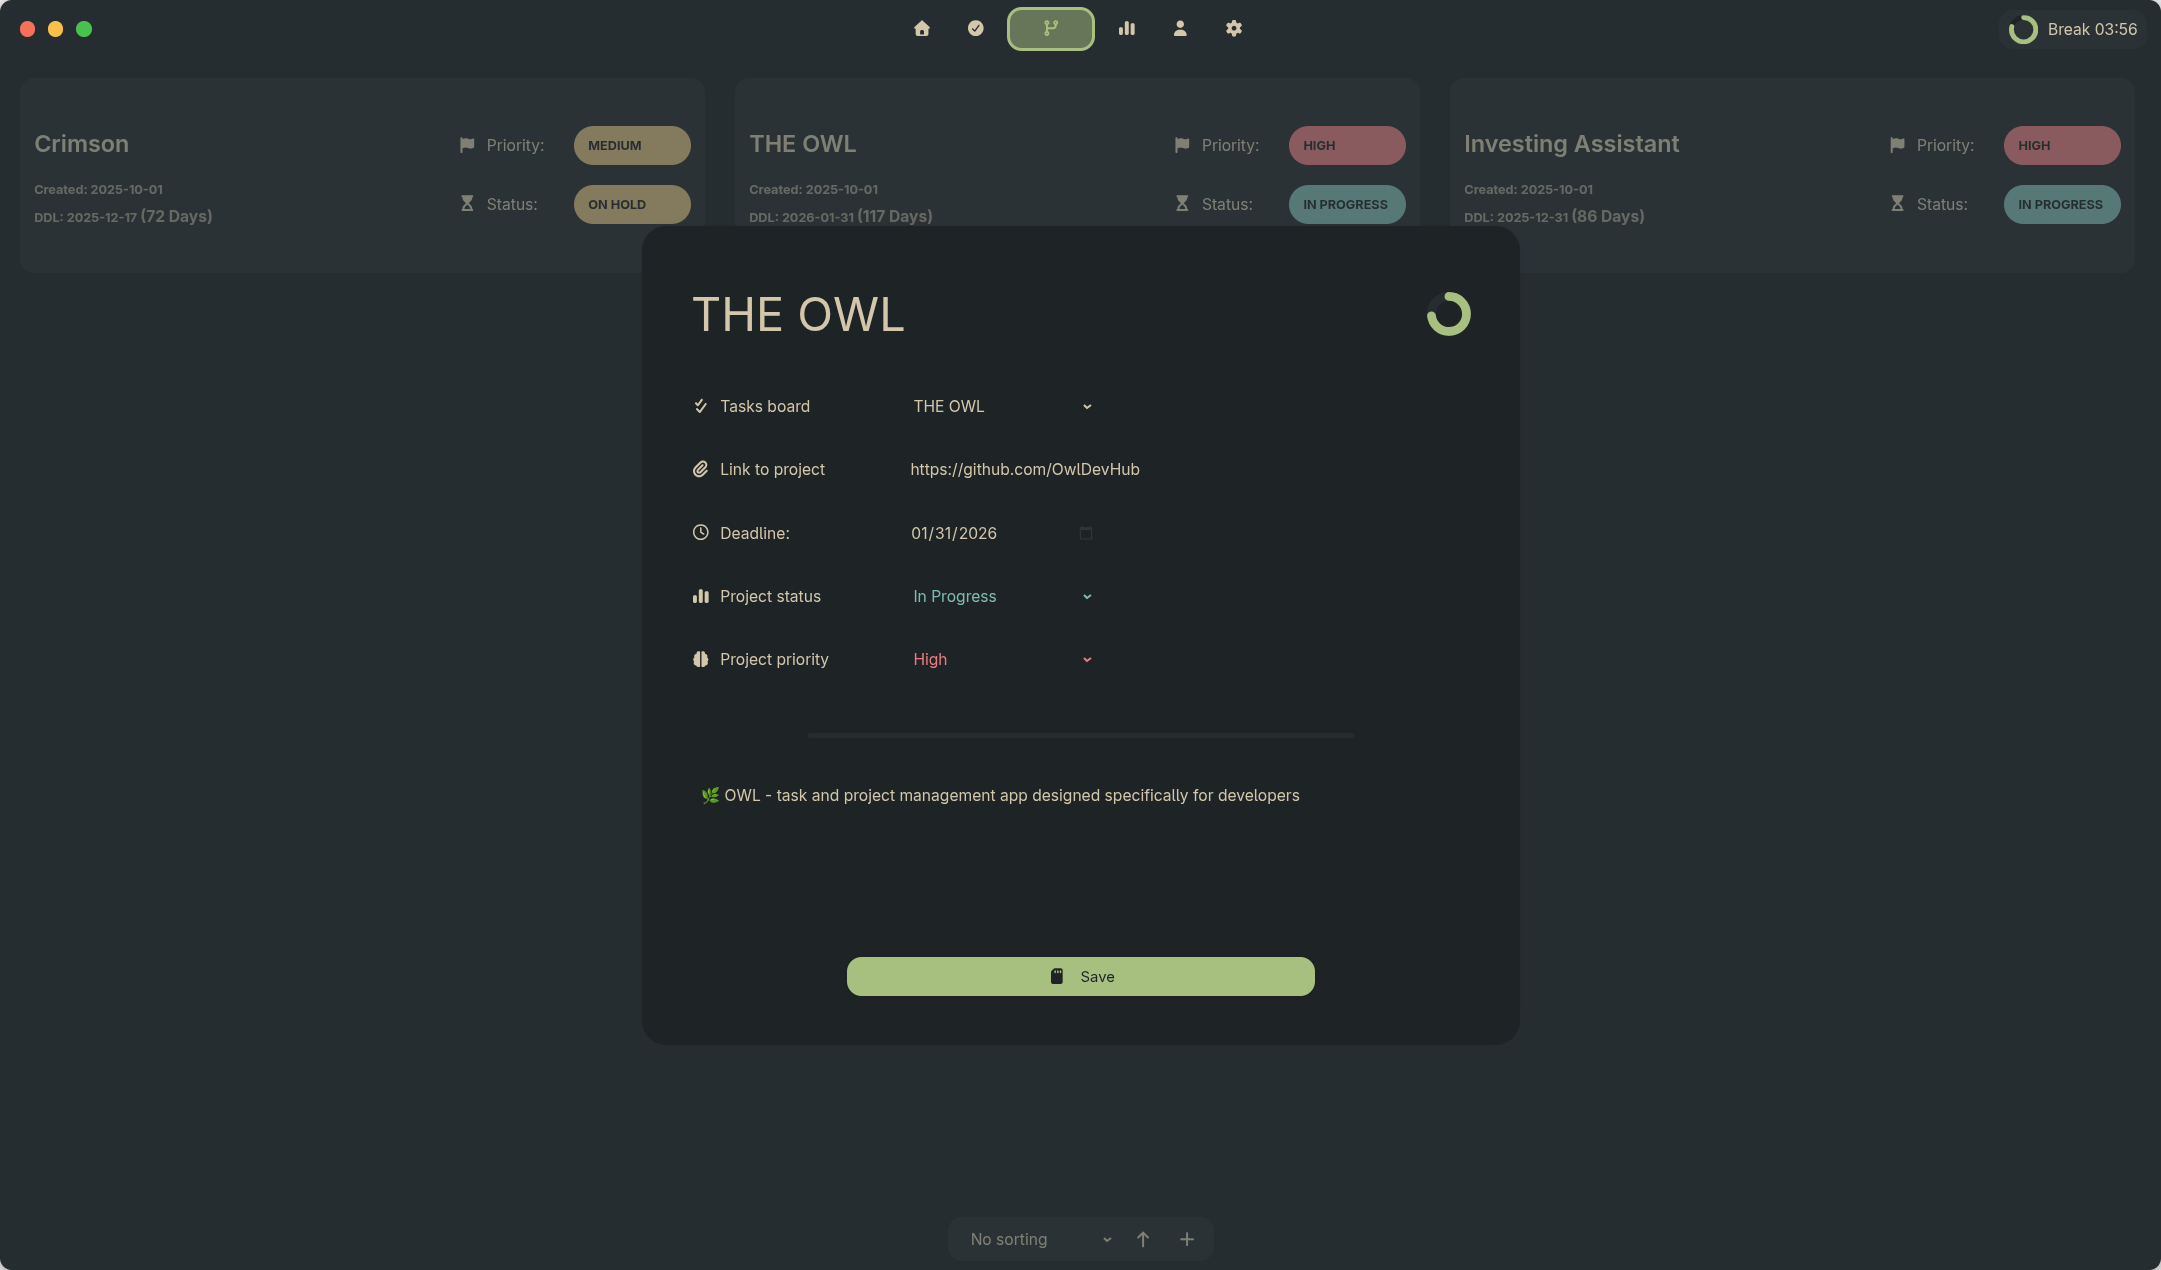 Break 03:56
Crimson
Priority:
MEDIUM
Created: 2025-10-01
DDL: 2025-12-17 (72 Days)
Status:
ON HOLD
THE OWL
Priority:
HIGH
Created: 2025-10-01
DDL: 2026-01-31 (117 Days)
Status:
IN PROGRESS
Investing Assistant
Priority:
HIGH
Created: 2025-10-01
DDL: 2025-12-31 (86 Days)
Status:
IN PROGRESS
THE OWL
Tasks board THE OWL
Link to project https://github.com/OwlDevHub
Deadline: 01/31/2026
Project status In Progress
Project priority High
🌿 OWL - task and project management app designed specifically for developers
Save
No sorting